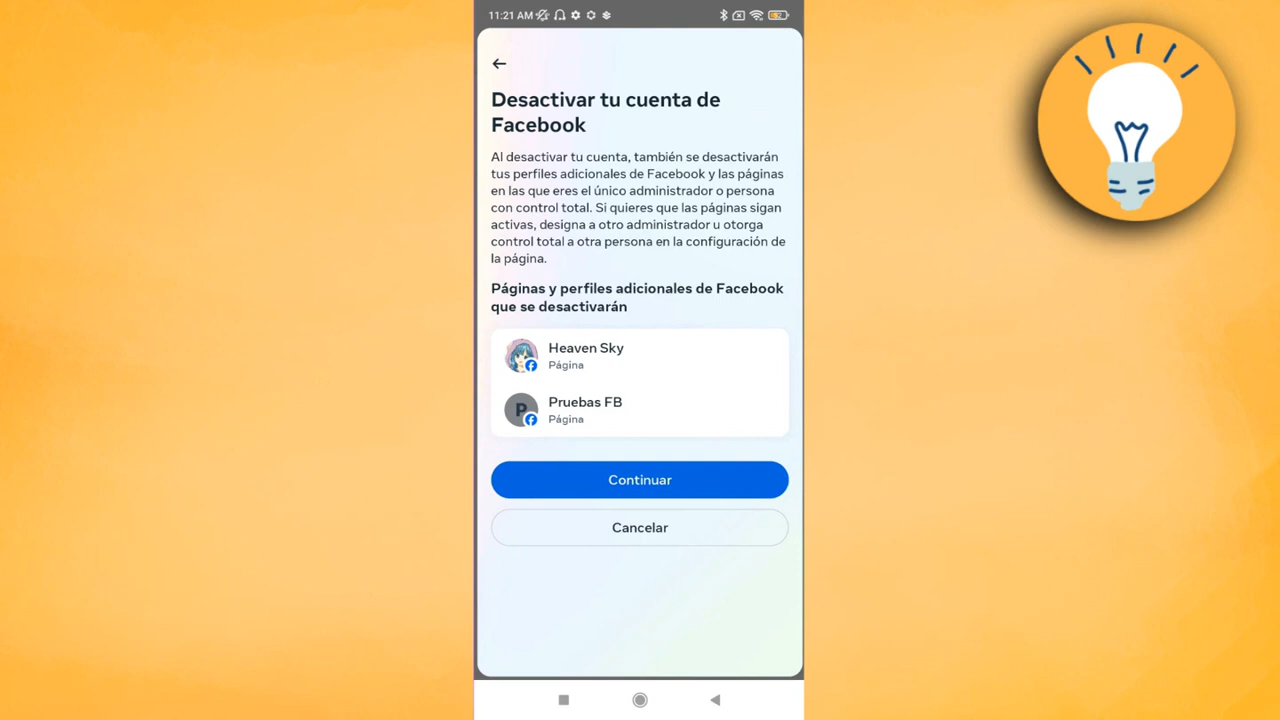 11:21 AM
Desactivar tu cuenta de
Facebook
Al desactivar tu cuenta, también se desactivarán
tus perfiles adicionales de Facebook y las páginas
en las que eres el único administrador o persona
con control total. Si quieres que las páginas sigan
activas, designa a otro administrador u otorga
control total a otra persona en la configuración de
la página.
Páginas y perfiles adicionales de Facebook
que se desactivarán
Heaven Sky
Página
P
Pruebas FB
Página
Continuar
Cancelar